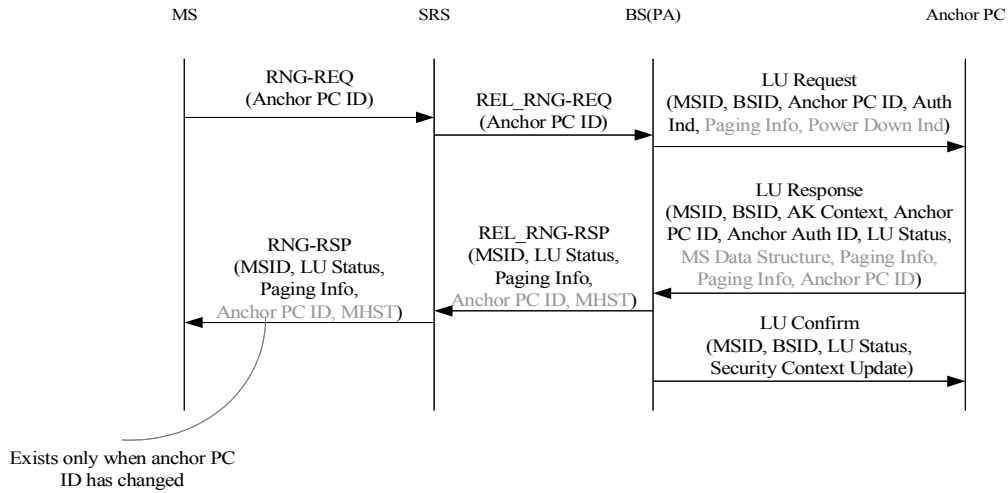 MS
SRS
BS(PA)
Anchor PC
RNG-REQ
(Anchor PC ID)
REL_RNG-REQ
(Anchor PC ID)
LU Request
(MSID, BSID, Anchor PC ID, Auth
Ind, Paging Info, Power Down Ind)
LU Response
(MSID, BSID, AK Context, Anchor
PC ID, Anchor Auth ID, LU Status,
MS Data Structure, Paging Info,
Paging Info, Anchor PC ID)
REL_RNG-RSP
(MSID, LU Status,
Paging Info,
Anchor PC ID, MHST)
RNG-RSP
(MSID, LU Status,
Paging Info,
Anchor PC ID, MHST)
LU Confirm
(MSID, BSID, LU Status,
Security Context Update)
Exists only when anchor PC
ID has changed